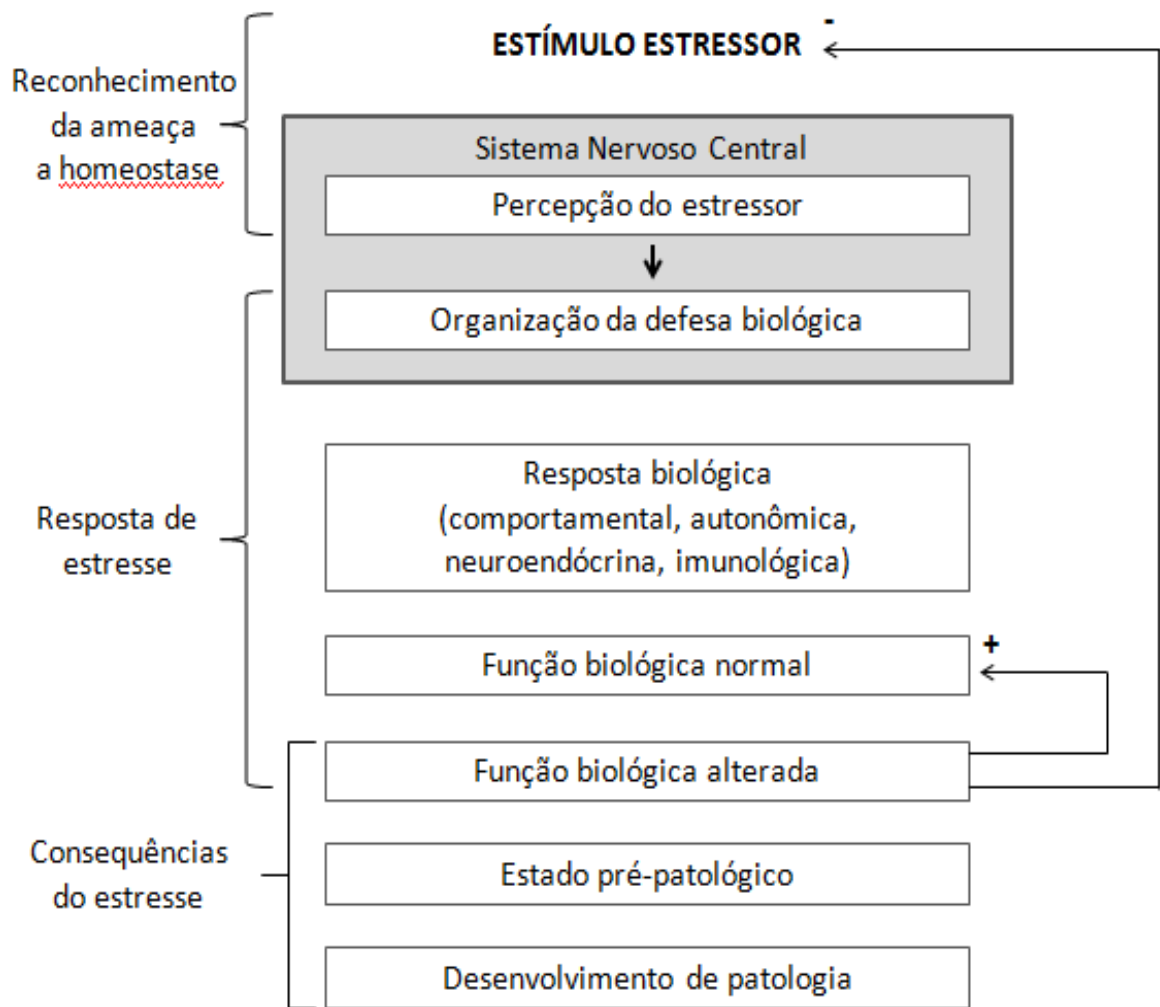 -
ESTÍMULO ESTRESSOR
Reconhecimento
da ameaça
a homeostase
Sistema Nervoso Central
Percepção do estressor
Organização da defesa biológica
Resposta de
estresse
Resposta biológica
(comportamental, autonômica,
neuroendócrina, imunológica)
+
Função biológica normal
Função biológica alterada
Consequências
do estresse
Estado pré-patológico
Desenvolvimento de patologia